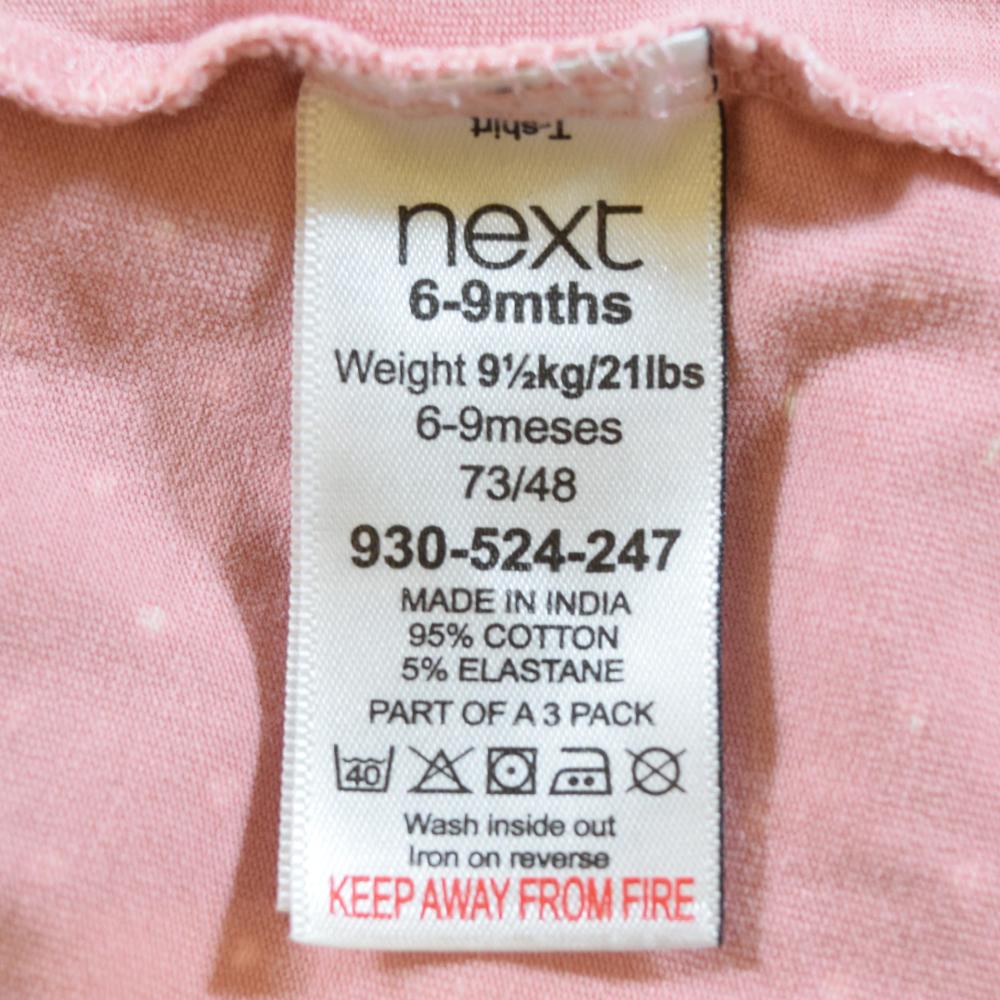 T-shirt
next
6-9mths
Weight 9½kg/21lbs
6-9meses
73/48
930-524-247
MADE IN INDIA
95% COTTON
5% ELASTANE
PART OF A 3 PACK
40
Wash inside out
Iron on reverse
KEEP AWAY FROM FIRE